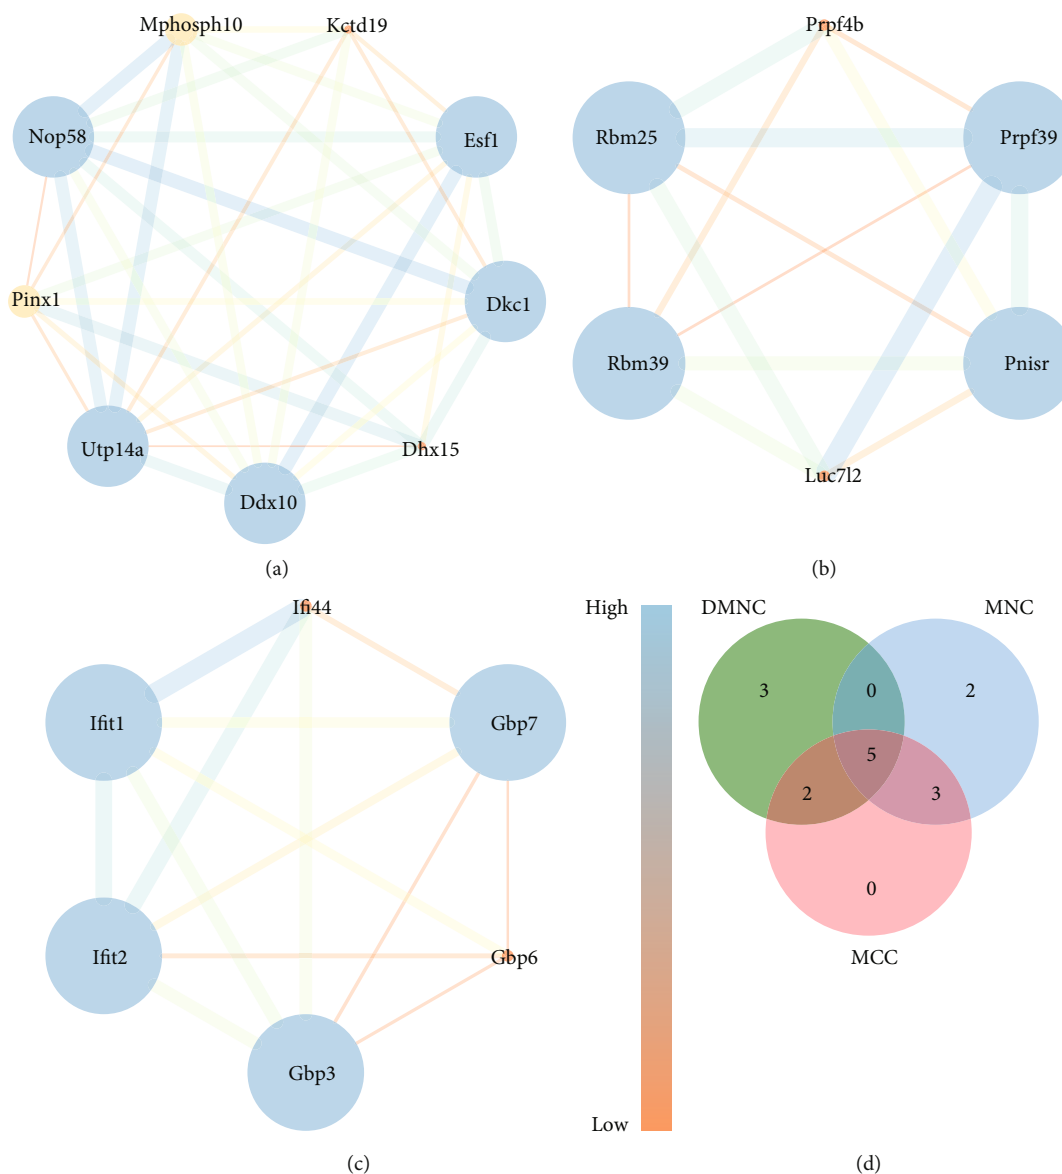 Mphosph10
Kctd19
Nop58
Esf1
Pinx1
Dkc1
Utp14a
Dhx15
Ddx10
(a)
Prpf4b
Rbm25
Prpf39
Rbm39
Pnisr
Luc7l2
(b)
Ifi44
Ifit1
Gbp7
Ifit2
Gbp6
Gbp3
(c)
High
Low
DMNC
MNC
3
0
2
5
2
3
0
MCC
(d)